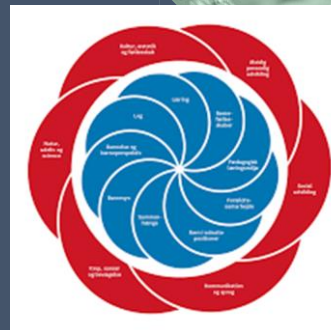 Kultur, æstetik
og fællesskab
Alsidig
personlig
udvikling
Social
udvikling
Kommunikation
og sprog
Krop, sanser
og bevægelse
Natur,
udeliv og
science
Læring
Børne-
fælles-
skaber
Pædagogisk
læringsmiljø
Forældre-
samarbejde
Børn i udsatte
positioner
Sammen-
hænge
Børnesyn
Dannelse og
børneperspektiv
Leg